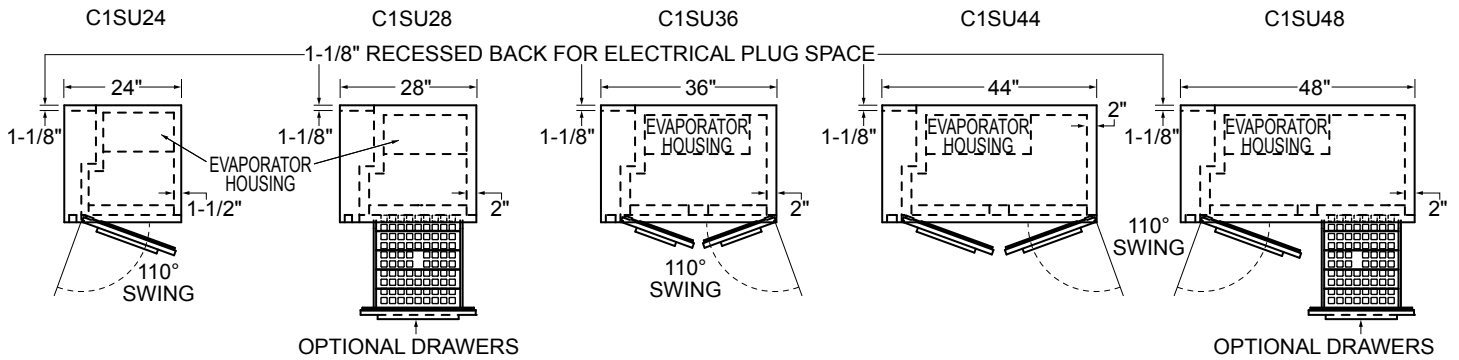 C1SU24 C1SU28 C1SU36 C1SU44 C1SU48
1-1/8" RECESSED BACK FOR ELECTRICAL PLUG SPACE
24" 28" 36" 44" 48"
2"
1-1/8" 1-1/8" 1-1/8" 1-1/8" 1-1/8"
EVAPORATOR HOUSING
EVAPORATOR HOUSING
EVAPORATOR HOUSING
EVAPORATOR
HOUSING
1-1/2" 2" 2" 2"
110°
SWING
110°
SWING
110°
SWING
OPTIONAL DRAWERS OPTIONAL DRAWERS